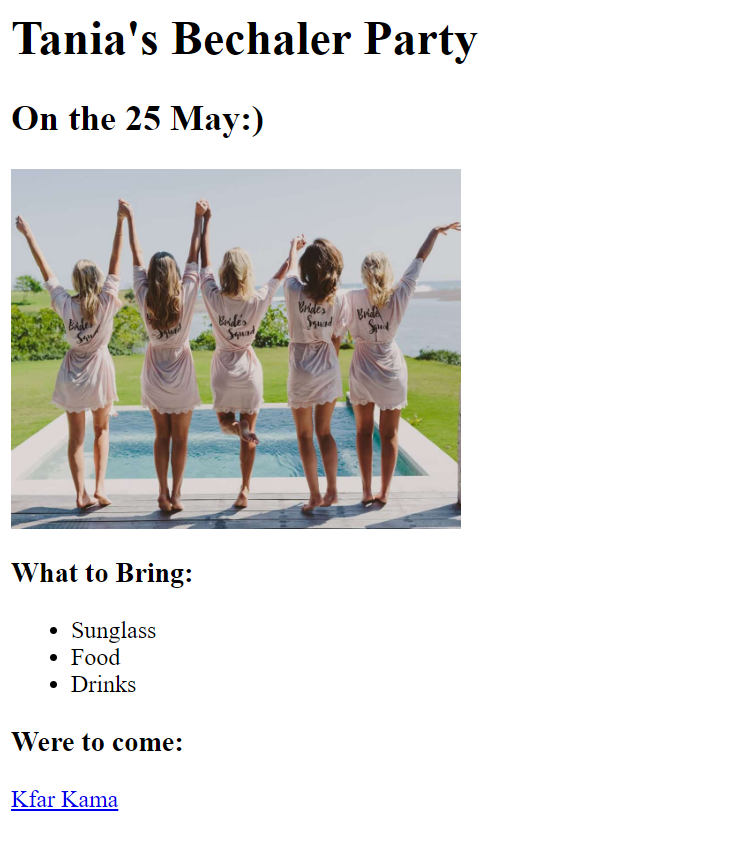 Tania's Bechaler Party
On the 25 May:)
Bride's
Squad
Squad
Bride's
Squad
Bride's
Squad
Bride's
Squad
What to Bring:
Sunglass
Food
Drinks
Were to come:
Kfar Kama